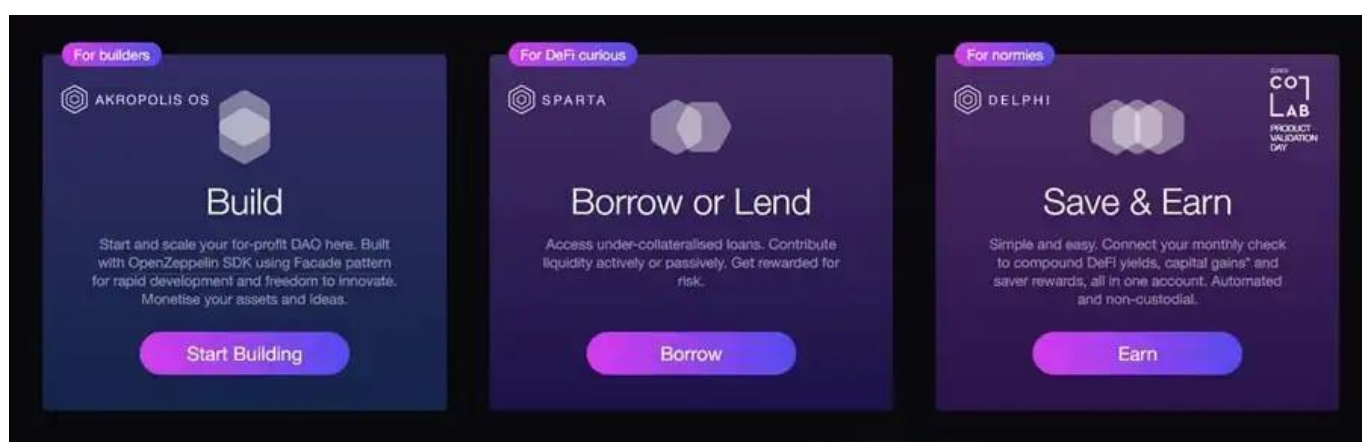 For builders
AKROPOLIS OS
Build
Start and scale your for-profit DAO here. Built
with OpenZeppelin SDK using Facade pattern
for rapid development and freedom to innovate.
Monetise your assets and ideas.
Start Building
For DeFi curious
SPARTA
Borrow or Lend
Access under-collateralised loans. Contribute
liquidity actively or passively. Get rewarded for
risk.
Borrow
For normies
DELPHI
CO
LAB
PRODUCT
VALIDATION
DAY
Save & Earn
Simple and easy. Connect your monthly check
to compound DeFi yields, capital gains* and
saver rewards, all in one account. Automated
and non-custodial.
Earn